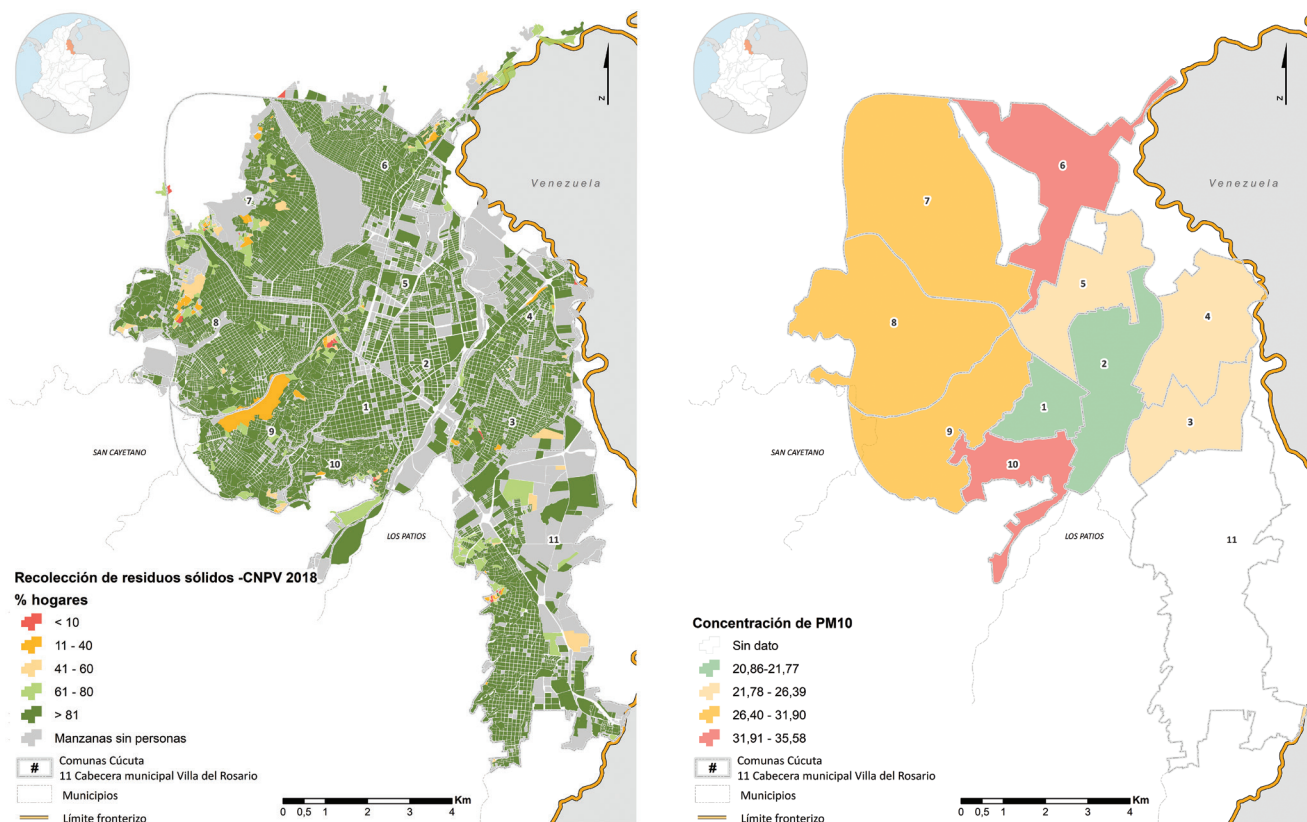 N
Venezuela
6
7
5
4
8
2
1
3
9
10
11
SAN CAYETANO
LOS PATIOS
Recolección de residuos sólidos -CNPV 2018
% hogares
< 10
11 - 40
41 - 60
61 - 80
> 81
Manzanas sin personas
# Comunas Cúcuta
11 Cabecera municipal Villa del Rosario
Municipios
Límite fronterizo
Km
0 0,5 1 2 3 4
N
Venezuela
6
7
5
4
8
2
1
3
9
10
11
SAN CAYETANO
LOS PATIOS
Concentración de PM10
Sin dato
20,86-21,77
21,78 - 26,39
26,40 - 31,90
31,91 - 35,58
# Comunas Cúcuta
11 Cabecera municipal Villa del Rosario
Municipios
Límite fronterizo
Km
0 0,5 1 2 3 4